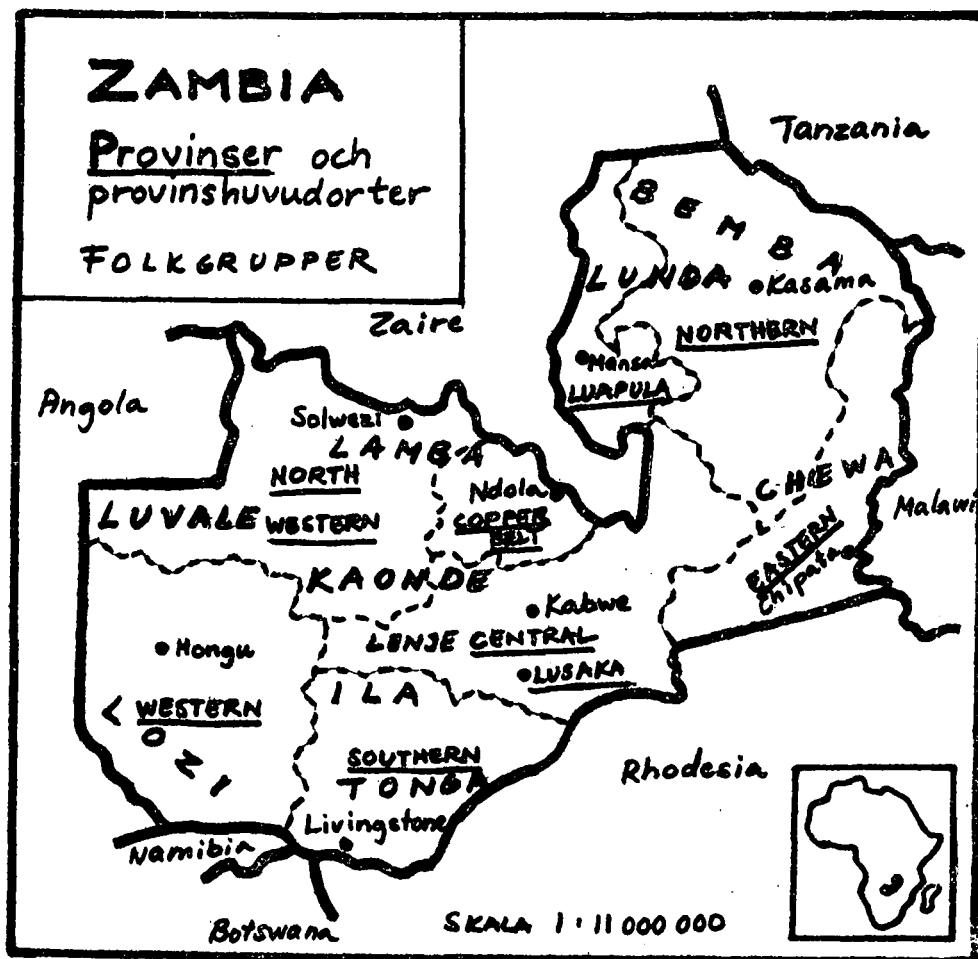 ZAMBIA
Provinser och
provinshuvudorter
FOLKGRUPPER
Tanzania
BEMBA
LUNDA
Kasama
Zaire
NORTHERN
Mansa
LUAPULA
Angola
Solwezi
LAMBA
NORTH
WESTERN
CHEWA
Ndola
COPPER
BELT
LUVALE
Malawi
EASTERN
Chipata
KAONDE
Kabwe
LENJE CENTRAL
Hongu
LUSAKA
ILA
WESTERN
LOZI
SOUTHERN
TONGA
Rhodesia
Livingstone
Namibia
Botswana
SKALA 1:11 000 000